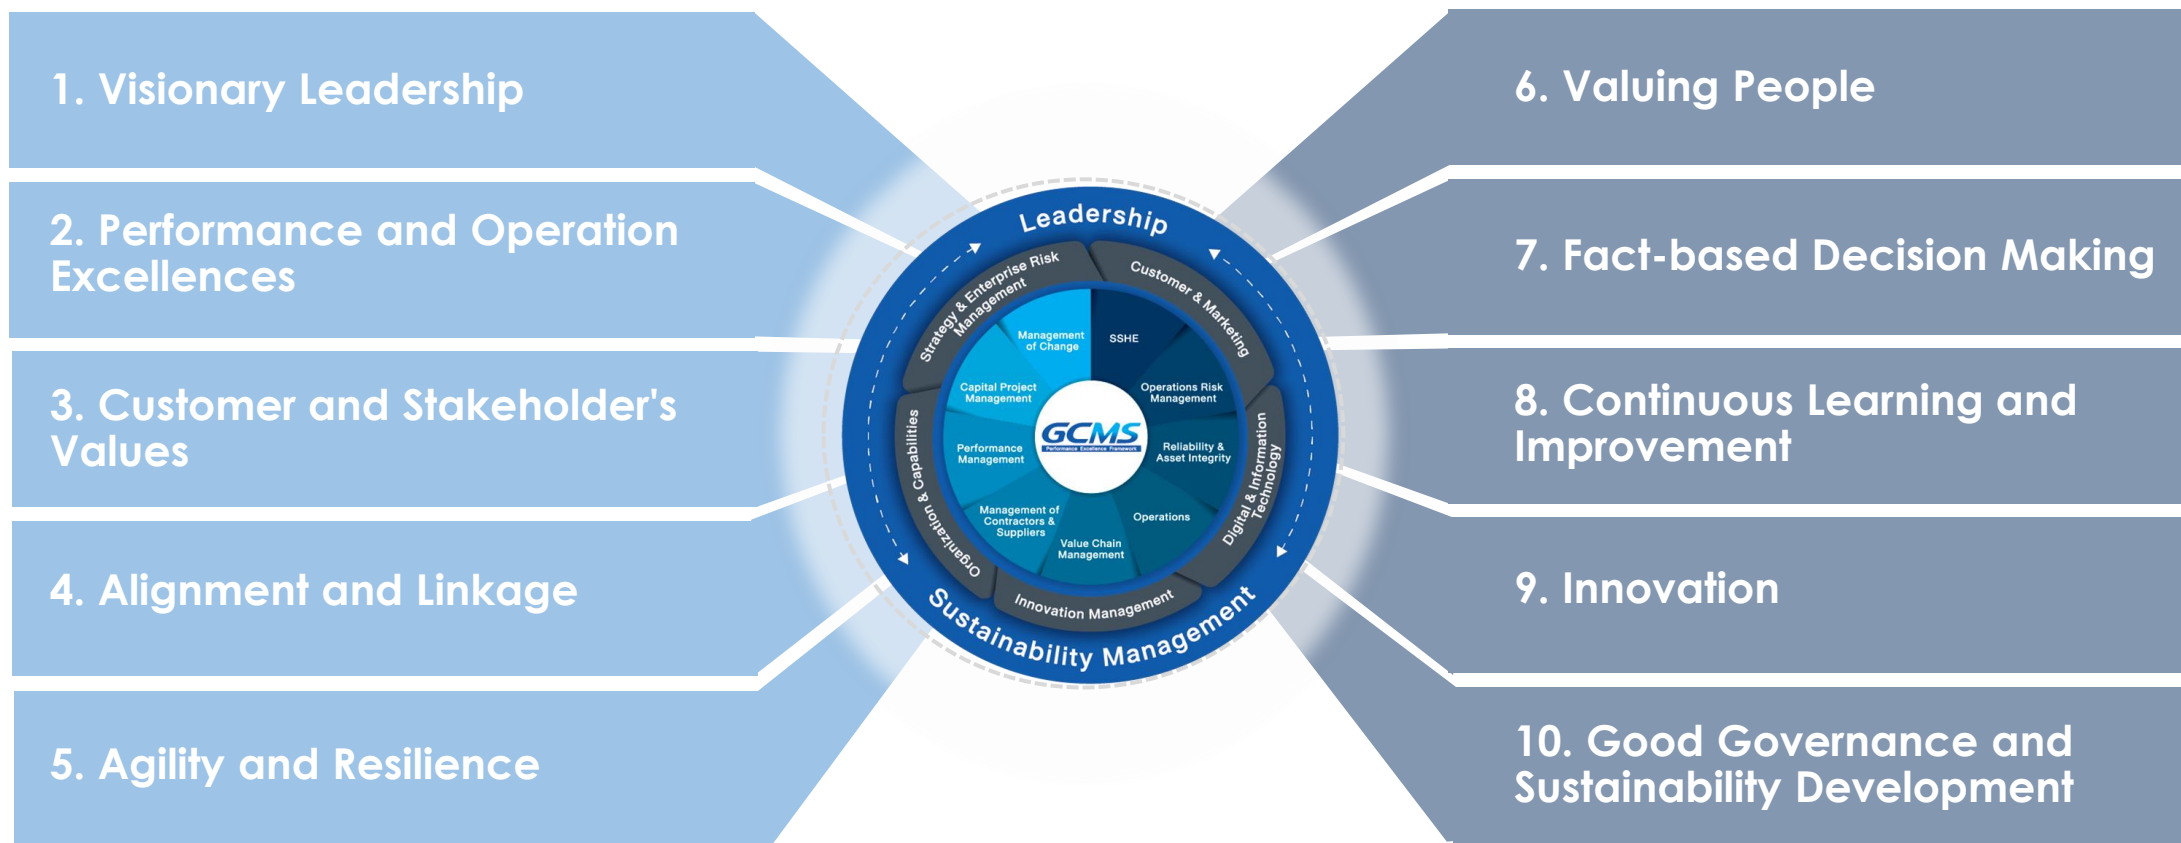 1. Visionary Leadership
2. Performance and Operation
Excellences
3. Customer and Stakeholder's
Values
4. Alignment and Linkage
5. Agility and Resilience
Leadership
Strategy & Enterprise Risk
Management
Customer & Marketing
Digital & Information
Technology
Innovation Management
Organization & Capabilities
Sustainability Management
Management
of Change
SSHE
Operations Risk
Management
Reliability &
Asset Integrity
Operations
Value Chain
Management
Management of
Contractors &
Suppliers
Performance
Management
Capital Project
Management
GCMS
Performance Excellence Framework
6. Valuing People
7. Fact-based Decision Making
8. Continuous Learning and
Improvement
9. Innovation
10. Good Governance and
Sustainability Development